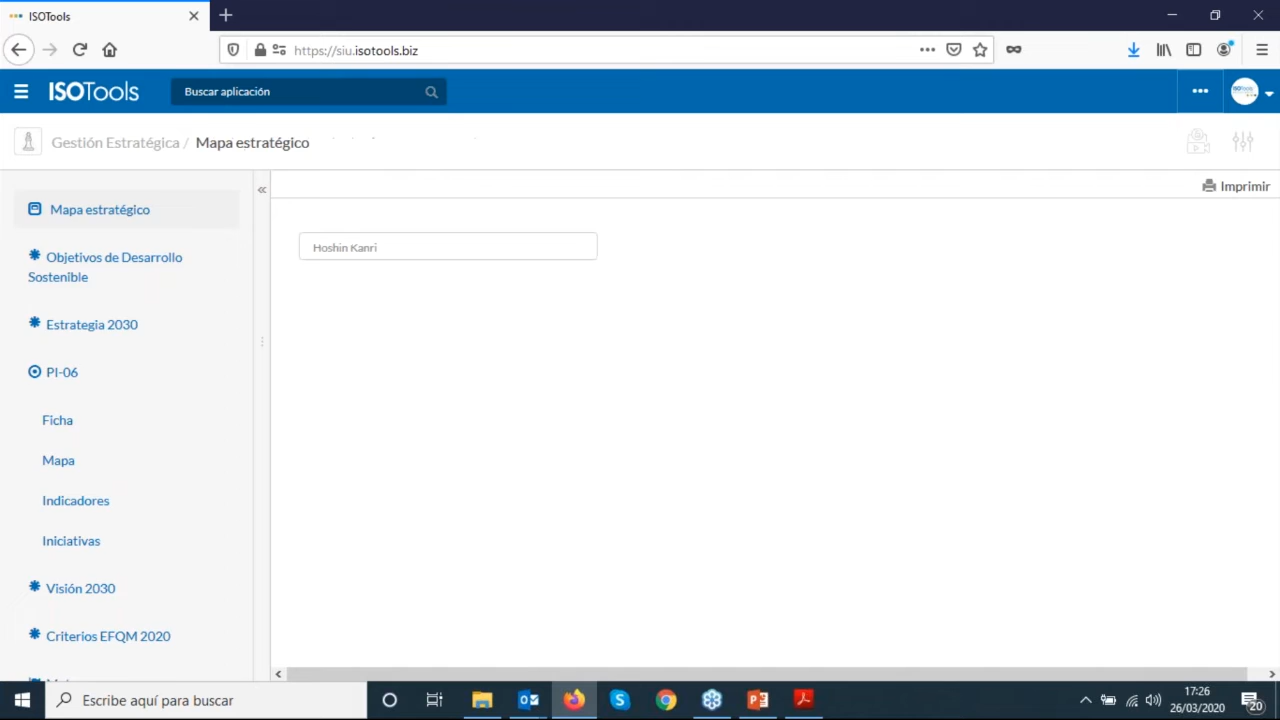 ISOTools
https://siu.isotools.biz
ISOTools
Buscar aplicación
Gestión Estratégica / Mapa estratégico
Imprimir
Mapa estratégico
Hoshin Kanri
Objetivos de Desarrollo
Sostenible
Estrategia 2030
PI-06
Ficha
Mapa
Indicadores
Iniciativas
Visión 2030
Criterios EFQM 2020
Escribe aquí para buscar
17:26
26/03/2020
20